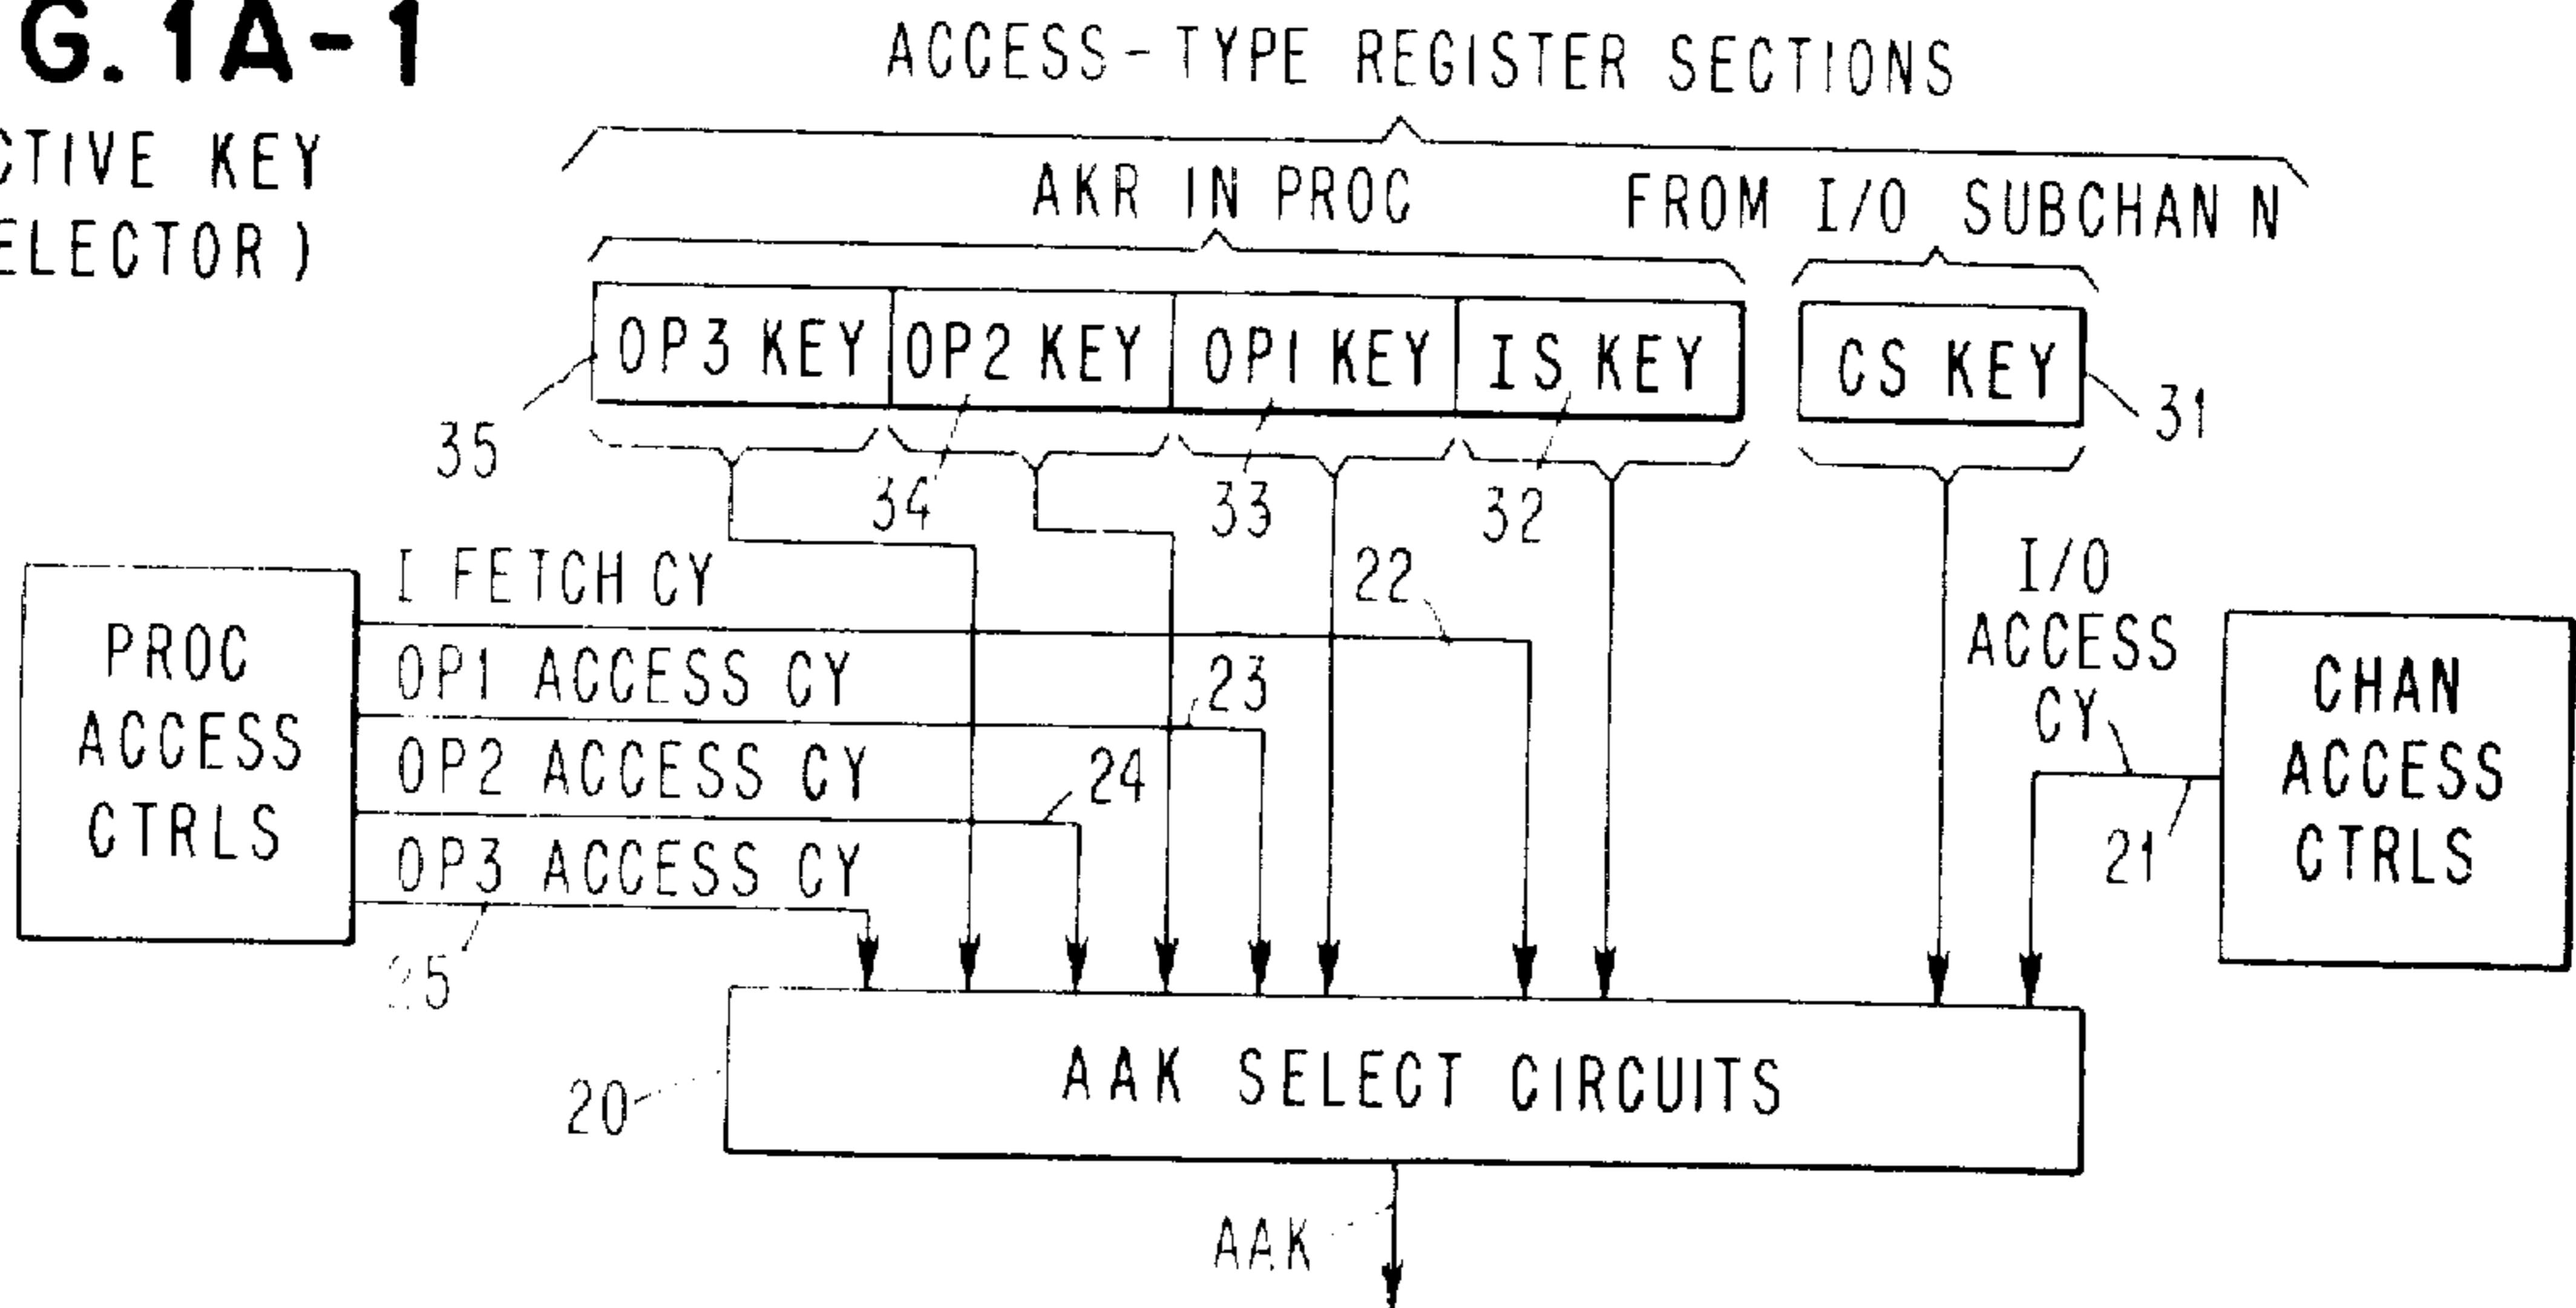 G. 1A-1
CTIVE KEY
ELECTOR)
ACCESS-TYPE REGISTER SECTIONS
AKR IN PROC
FROM I/O SUBCHAN N
OP3 KEY
OP2 KEY
OP1 KEY
IS KEY
CS KEY
35
34
33
32
31
I FETCH CY
22
OP1 ACCESS CY
23
OP2 ACCESS CY
24
OP3 ACCESS CY
25
PROC
ACCESS
CTRLS
I/O
ACCESS
CY
21
CHAN
ACCESS
CTRLS
20
AAK SELECT CIRCUITS
AAK